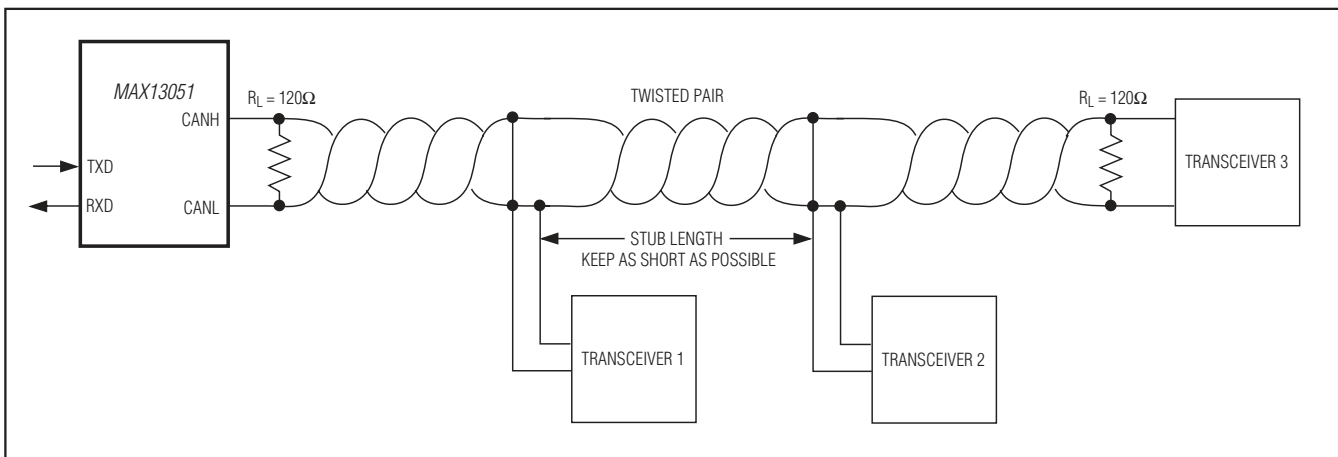 MAX13051
CANH
TXD
RXD
CANL
R_L = 120Ω
TWISTED PAIR
R_L = 120Ω
TRANSCEIVER 3
STUB LENGTH
KEEP AS SHORT AS POSSIBLE
TRANSCEIVER 1
TRANSCEIVER 2